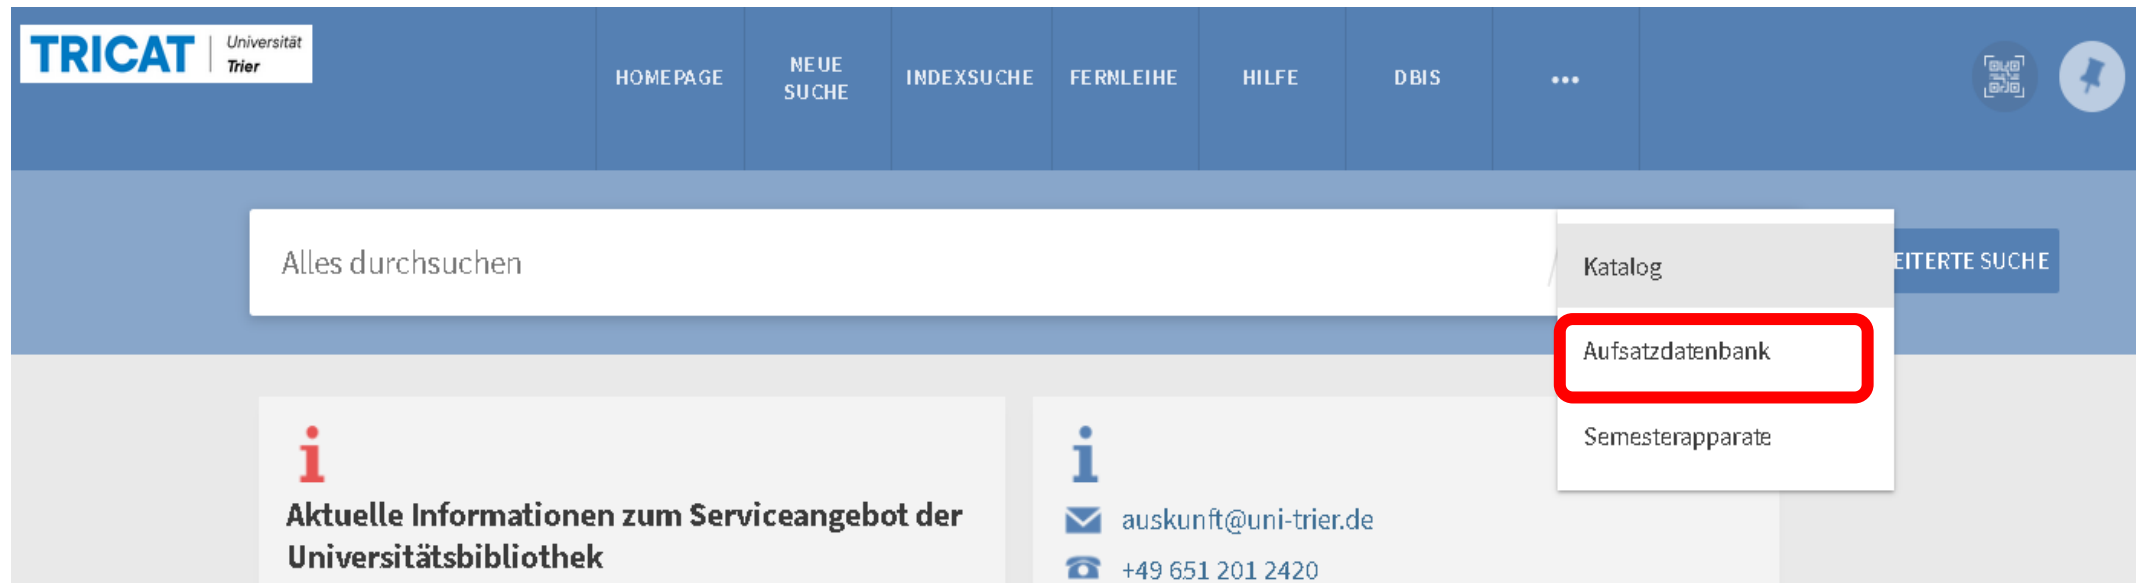 TRICAT
Universität
Trier
HOMEPAGE
NEUE
SUCHE
INDEXSUCHE
FERNLEIHE
HILFE
DBIS
Alles durchsuchen
Katalog
EITERTE SUCHE
Aufsatzdatenbank
Semesterapparate
Aktuelle Informationen zum Serviceangebot der
Universitätsbibliothek
auskunft@uni-trier.de
+49 651 201 2420